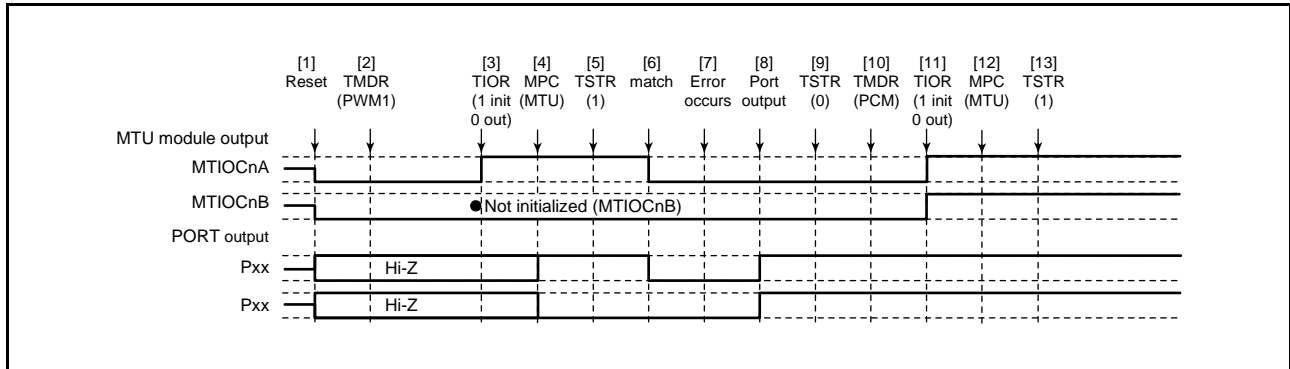 [1] [2] [3] [4] [5] [6] [7] [8] [9] [10] [11] [12] [13]
Reset TMDR TIOR MPC TSTR match Error Port TSTR TMDR TIOR MPC TSTR
(PWM1) (1 init (MTU) (1) occurs output (0) (PCM) (1 init (MTU) (1)
0 out) 0 out)
MTU module output
MTIOCnA
MTIOCnB Not initialized (MTIOCnB)
PORT output
Pxx Hi-Z
Pxx Hi-Z